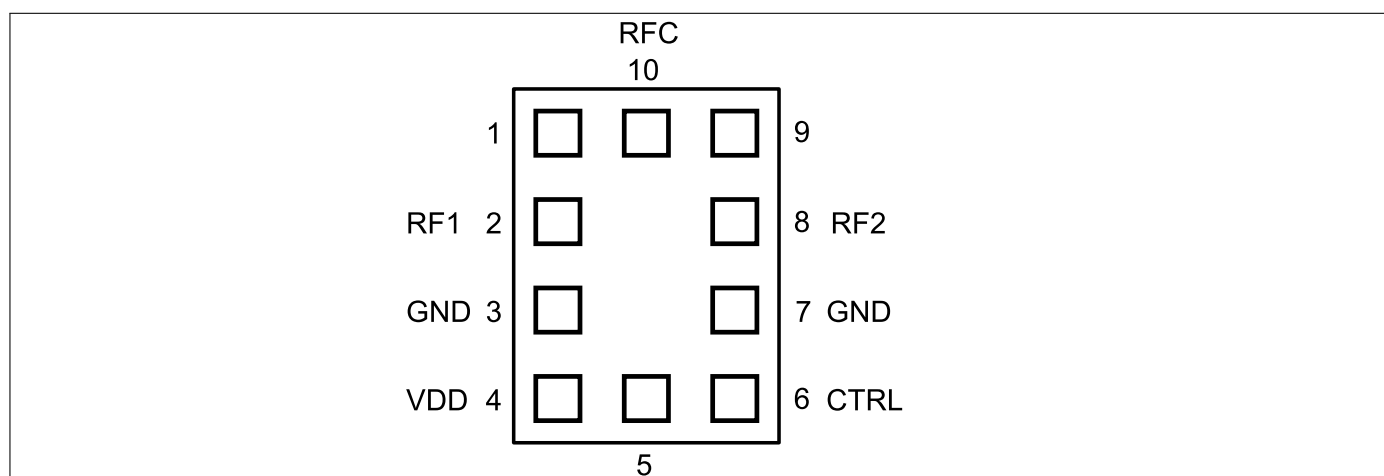 RFC
10
1 9
RF1 2 8 RF2
GND 3 7 GND
VDD 4 6 CTRL
5